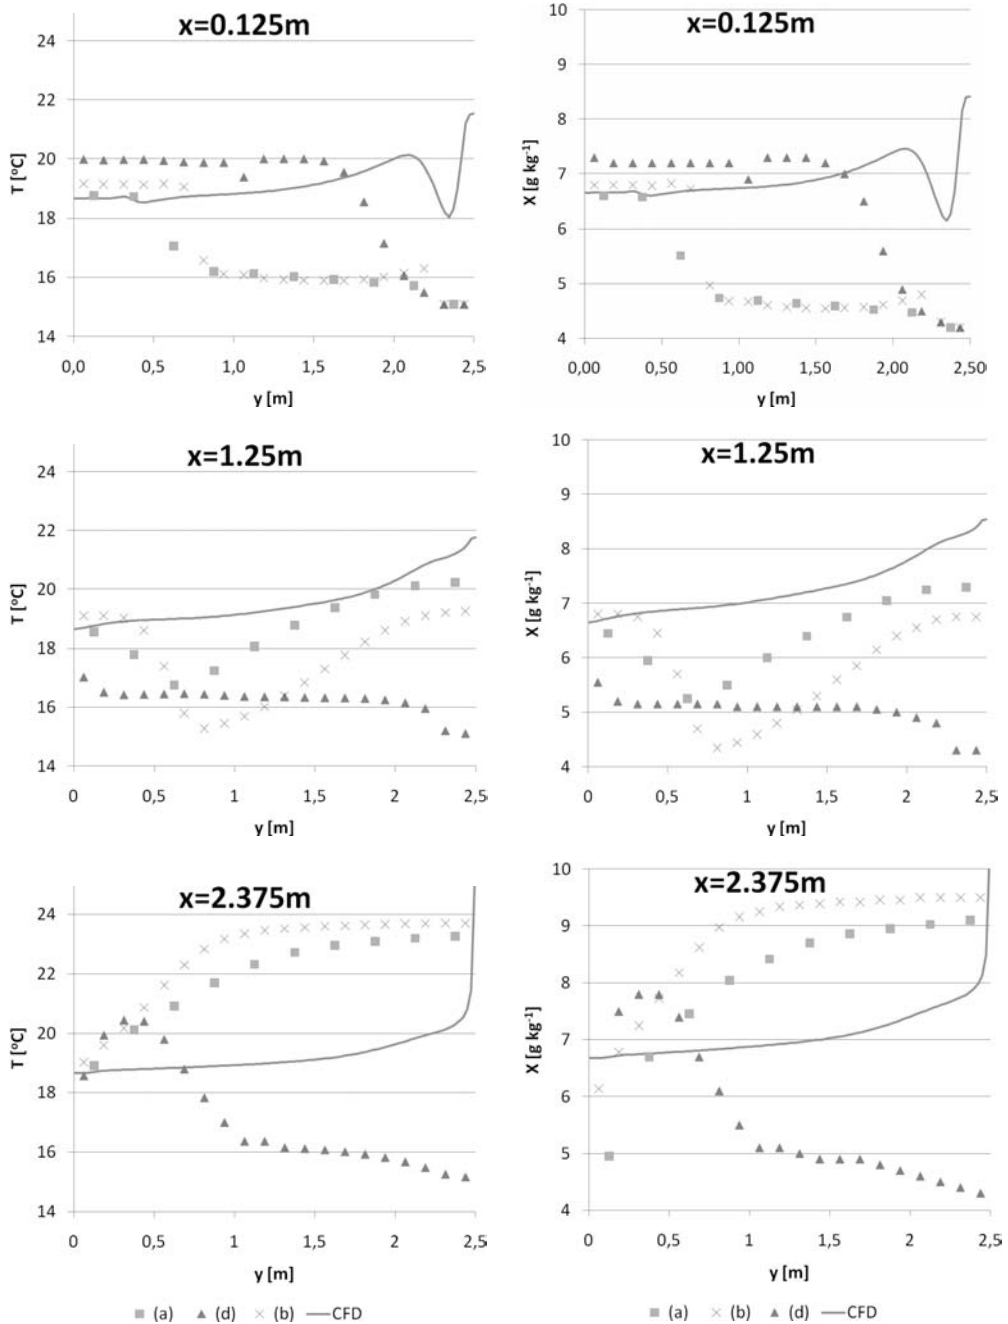 x=0.125m
24
22
20
18
16
14
T [°C]
0,0 0,5 1,0 1,5 2,0 2,5
y [m]
x=0.125m
10
9
8
7
6
5
4
X [g kg⁻¹]
0,00 0,50 1,00 1,50 2,00 2,50
y [m]
x=1.25m
24
22
20
18
16
14
T [°C]
0 0,5 1 1,5 2 2,5
y [m]
x=1.25m
10
9
8
7
6
5
4
X [g kg⁻¹]
0 0,5 1 1,5 2 2,5
y [m]
x=2.375m
24
22
20
18
16
14
T [°C]
0 0,5 1 1,5 2 2,5
y [m]
x=2.375m
10
9
8
7
6
5
4
X [g kg⁻¹]
0 0,5 1 1,5 2 2,5
y [m]
(a) (d) (b) CFD
(a) (b) (d) CFD